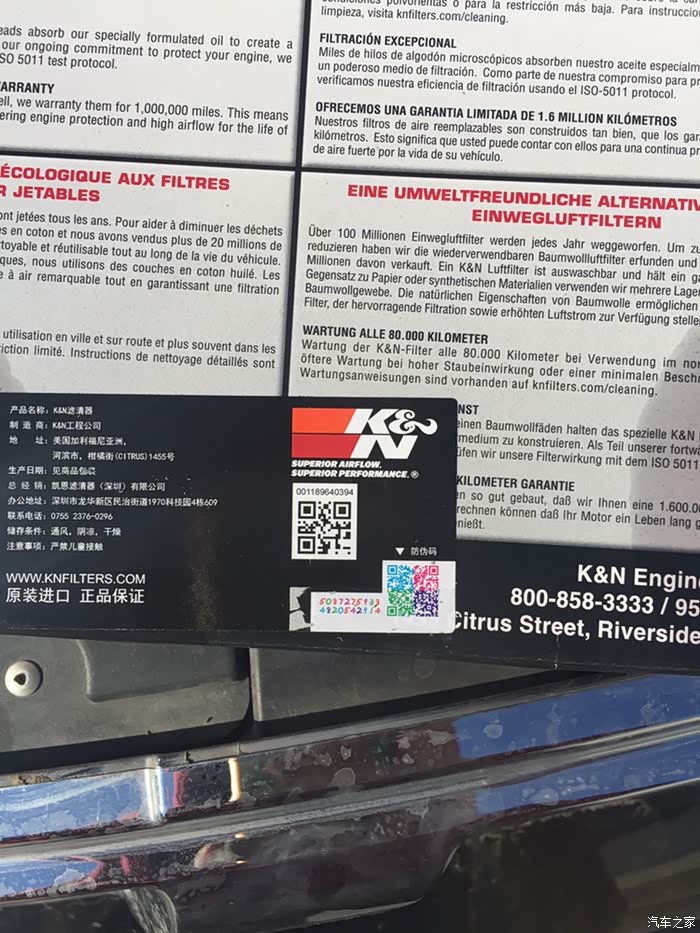 eads absorb our specially formulated oil to create a
our ongoing commitment to protect your engine, we
SO 5011 test protocol.
ARRANTY
ell, we warranty them for 1,000,000 miles. This means
ering engine protection and high airflow for the life of
limpieza, visita knfilters.com/cleaning.
FILTRACIÓN EXCEPCIONAL
Miles de hilos de algodón microscópicos absorben nuestro aceite especialm
un poderoso medio de filtración. Como parte de nuestra compromiso para pr
verificamos nuestra eficiencia de filtración usando el ISO-5011 protocol.
OFRECEMOS UNA GARANTIA LIMITADA DE 1.6 MILLION KILÓMETROS
Nuestros filtros de aire reemplazables son construidos tan bien, que los gar
kilómetros. Esto significa que usted puede contar con ellos para una continua pr
de aire fuerte por la vida de su vehículo.
ÉCOLOGIQUE AUX FILTRES
R JETABLES
ont jetées tous les ans. Pour aider à diminuer les déchets
es en coton et nous avons vendus plus de 20 millions de
rtoyable et réutilisable tout au long de la vie du véhicule.
ques, nous utilisons des couches en coton huilé. Les
e à air remarquable tout en garantissant une filtration
utilisation en ville et sur route et plus souvent dans les
riction limité. Instructions de nettoyage détaillés sont
EINE UMWELTFREUNDLICHE ALTERNATIV
EINWEGLUFTFILTERN
Über 100 Millionen Einwegluftfilter werden jedes Jahr weggeworfen. Um zu
reduzieren haben wir die wiederverwendbaren Baumwollluftfilter erfunden und
Millionen davon verkauft. Ein K&N Luftfilter ist auswaschbar und hält ein ga
Gegensatz zu Papier oder synthetischen Materialien verwenden wir mehrere Lagen
Baumwollgewebe. Die natürlichen Eigenschaften von Baumwolle ermöglichen
Filter, der hervorragende Filtration sowie erhöhten Luftstrom zur Verfügung stelle
WARTUNG ALLE 80.000 KILOMETER
Wartung der K&N-Filter alle 80.000 Kilometer bei Verwendung im nor
öftere Wartung bei hoher Staubeinwirkung oder einer minimalen Besch
Wartungsanweisungen sind vorhanden auf knfilters.com/cleaning.
NST
einen Baumwollfäden halten das spezielle K&N
medium zu konstruieren. Als Teil unserer fortwä
üfen wir unsere Filterwirkung mit dem ISO 5011
KILOMETER GARANTIE
en so gut gebaut, daß wir Ihnen eine 1.600.00
rechnen können daß Ihr Motor ein Leben lang g
nießt.
K&N Engin
800-858-3333 / 95
Citrus Street, Riverside
产品名称: K&N滤清器
制 造 商: K&N工程公司
地 址: 美国加利福尼亚洲,
河滨市, 柑橘街(CITRUS)1455号
生产日期: 见商品包装
总 经 销: 凯恩滤清器(深圳)有限公司
办公地址: 深圳市龙华新区民治街道1970科技园4栋609
联系电话: 0755 2376-0296
储存条件: 通风, 阴凉, 干燥
注意事项: 严禁儿童接触
WWW.KNFILTERS.COM
原装进口 正品保证
K&N
SUPERIOR AIRFLOW.
SUPERIOR PERFORMANCE.®
001189640394
▼ 防伪码
5087275939
4820542914
汽车之家